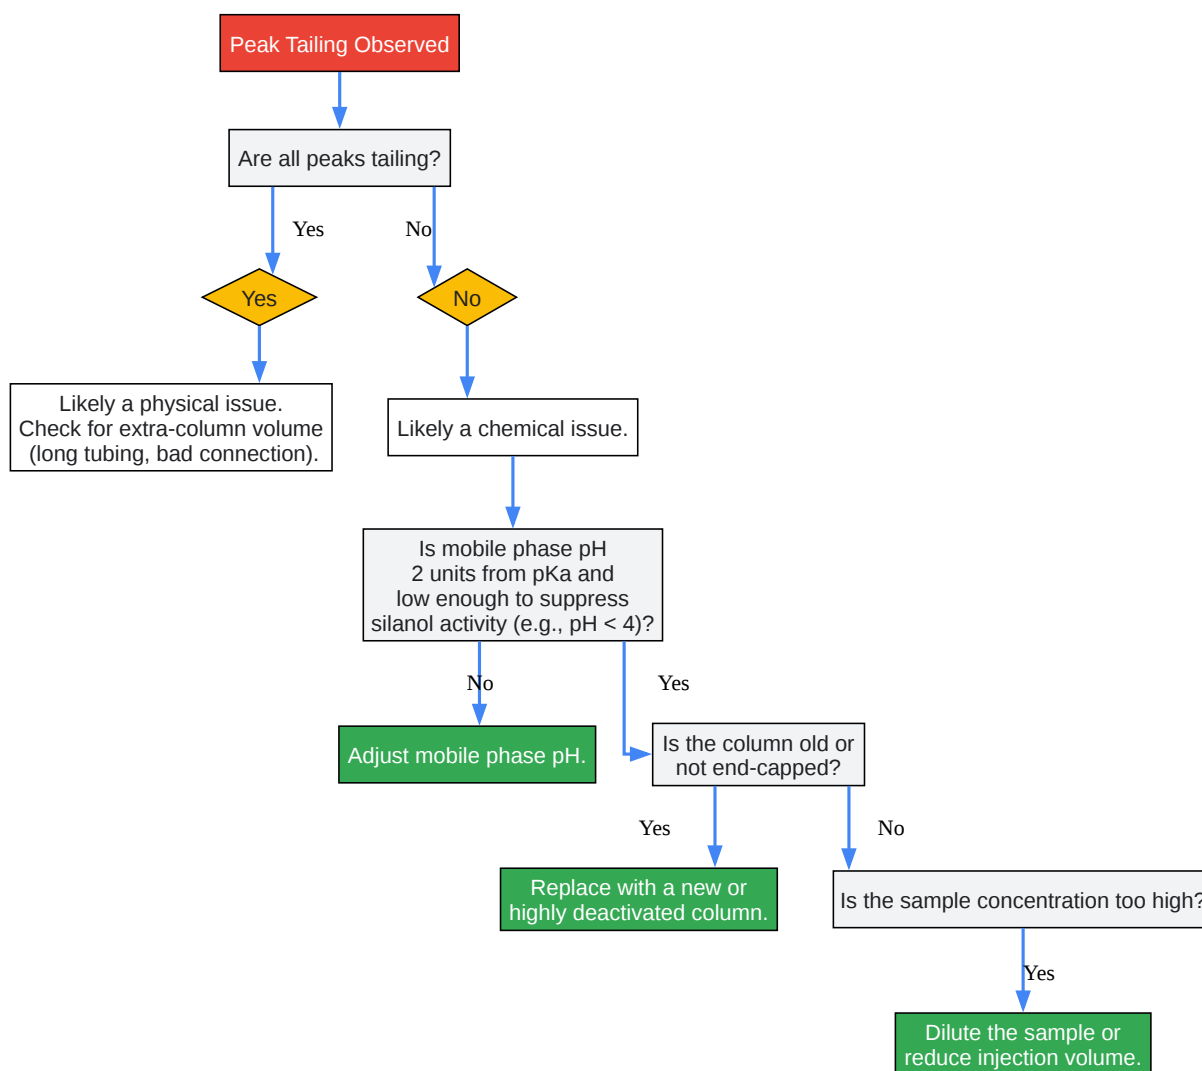 Peak Tailing Observed
Are all peaks tailing?
Yes
No
Yes
No
Likely a physical issue.
Check for extra-column volume
(long tubing, bad connection).
Likely a chemical issue.
Is mobile phase pH
2 units from pKa and
low enough to suppress
silanol activity (e.g., pH < 4)?
No
Yes
Adjust mobile phase pH.
Is the column old or
not end-capped?
Yes
No
Replace with a new or
highly deactivated column.
Is the sample concentration too high?
Yes
Dilute the sample or
reduce injection volume.